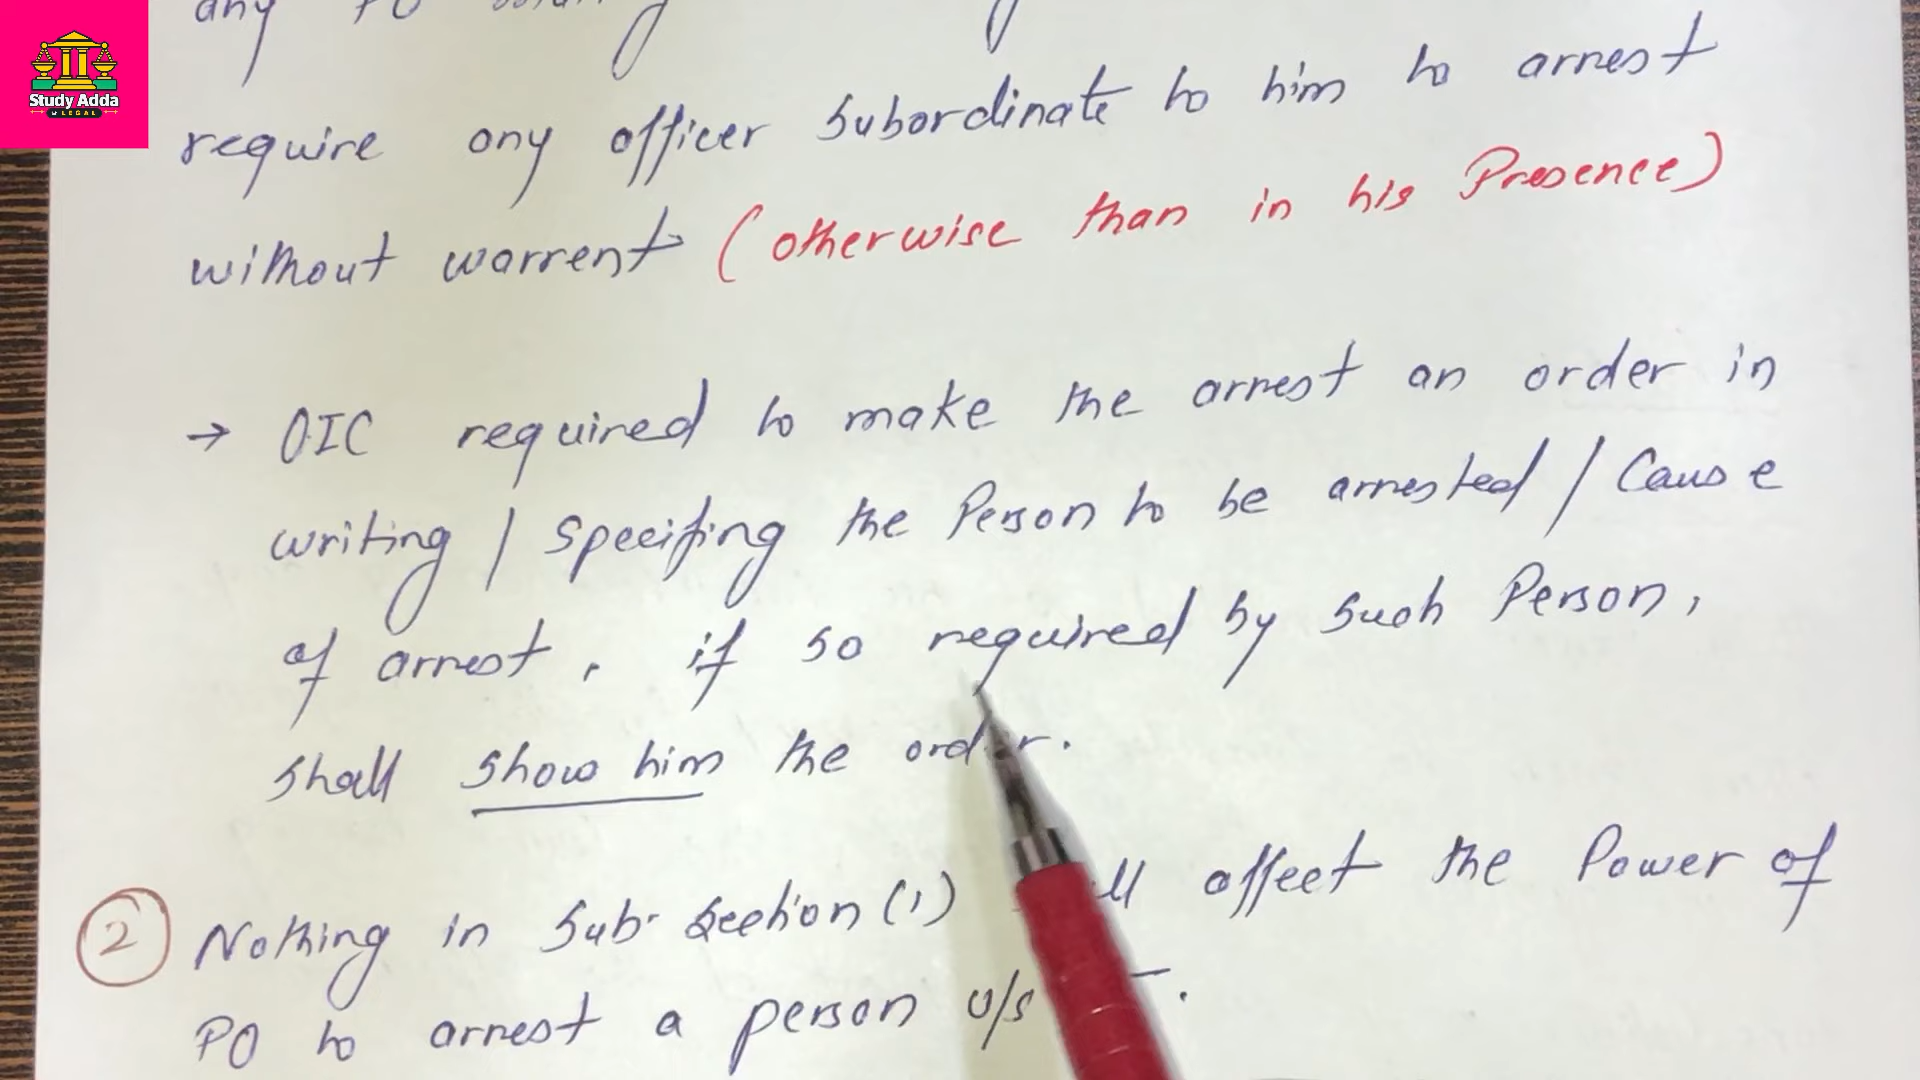 Study Adda
LEGAL
any PO
require any officer subordinate to him to arrest
without warrent (otherwise than in his Presence)
→ OIC required to make the arrest an order in
writing / specifing the Person to be arrested / Cause
of arrest, if so required by such Person,
shall show him the order.
2 Nothing in Sub-section (1) affect the Power of
PO to arrest a person u/s